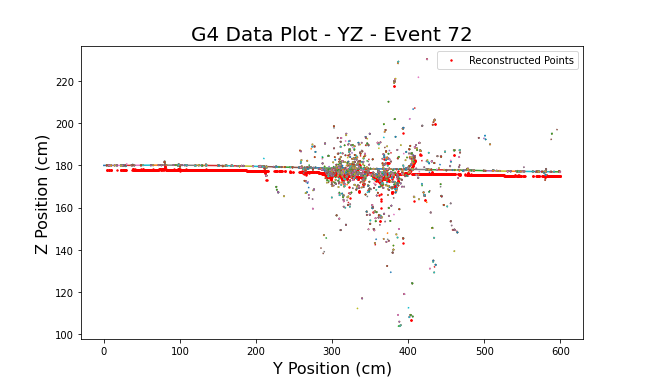 G4 Data Plot - YZ - Event 72
Reconstructed Points
Z Position (cm)
220
200
180
160
140
120
100
0 100 200 300 400 500 600
Y Position (cm)